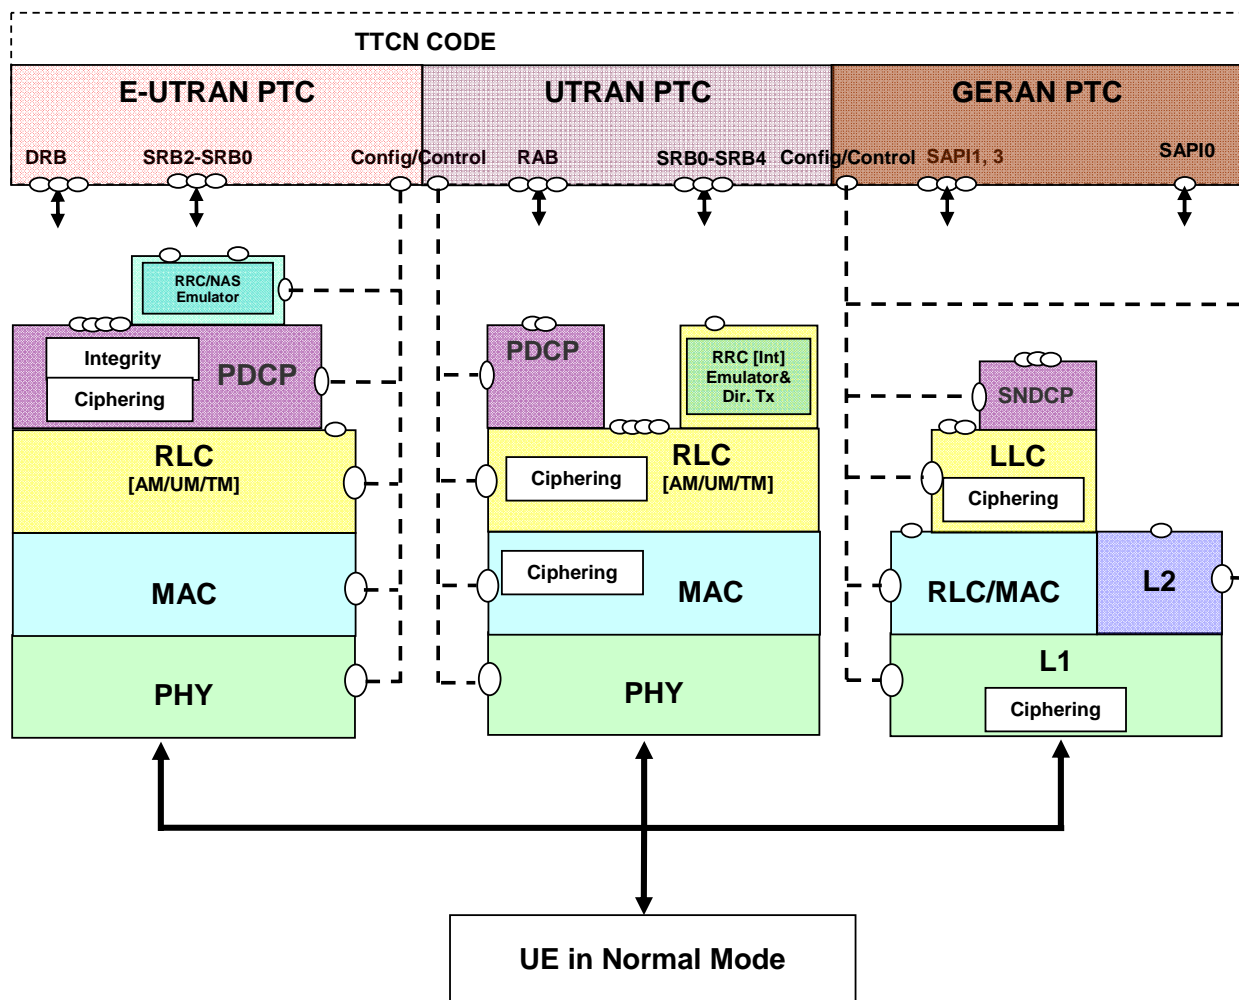 TTCN CODE
E-UTRAN PTC
UTRAN PTC
GERAN PTC
DRB
SRB2-SRB0
Config/Control
RAB
SRB0-SRB4
Config/Control
SAPI1, 3
SAPI0
RRC/NAS
Emulator
Integrity
Ciphering
PDCP
RLC
[AM/UM/TM]
MAC
PHY
PDCP
RRC [Int]
Emulator&
Dir. Tx
Ciphering
RLC
[AM/UM/TM]
Ciphering
MAC
PHY
SNDCP
LLC
Ciphering
RLC/MAC
L2
L1
Ciphering
UE in Normal Mode